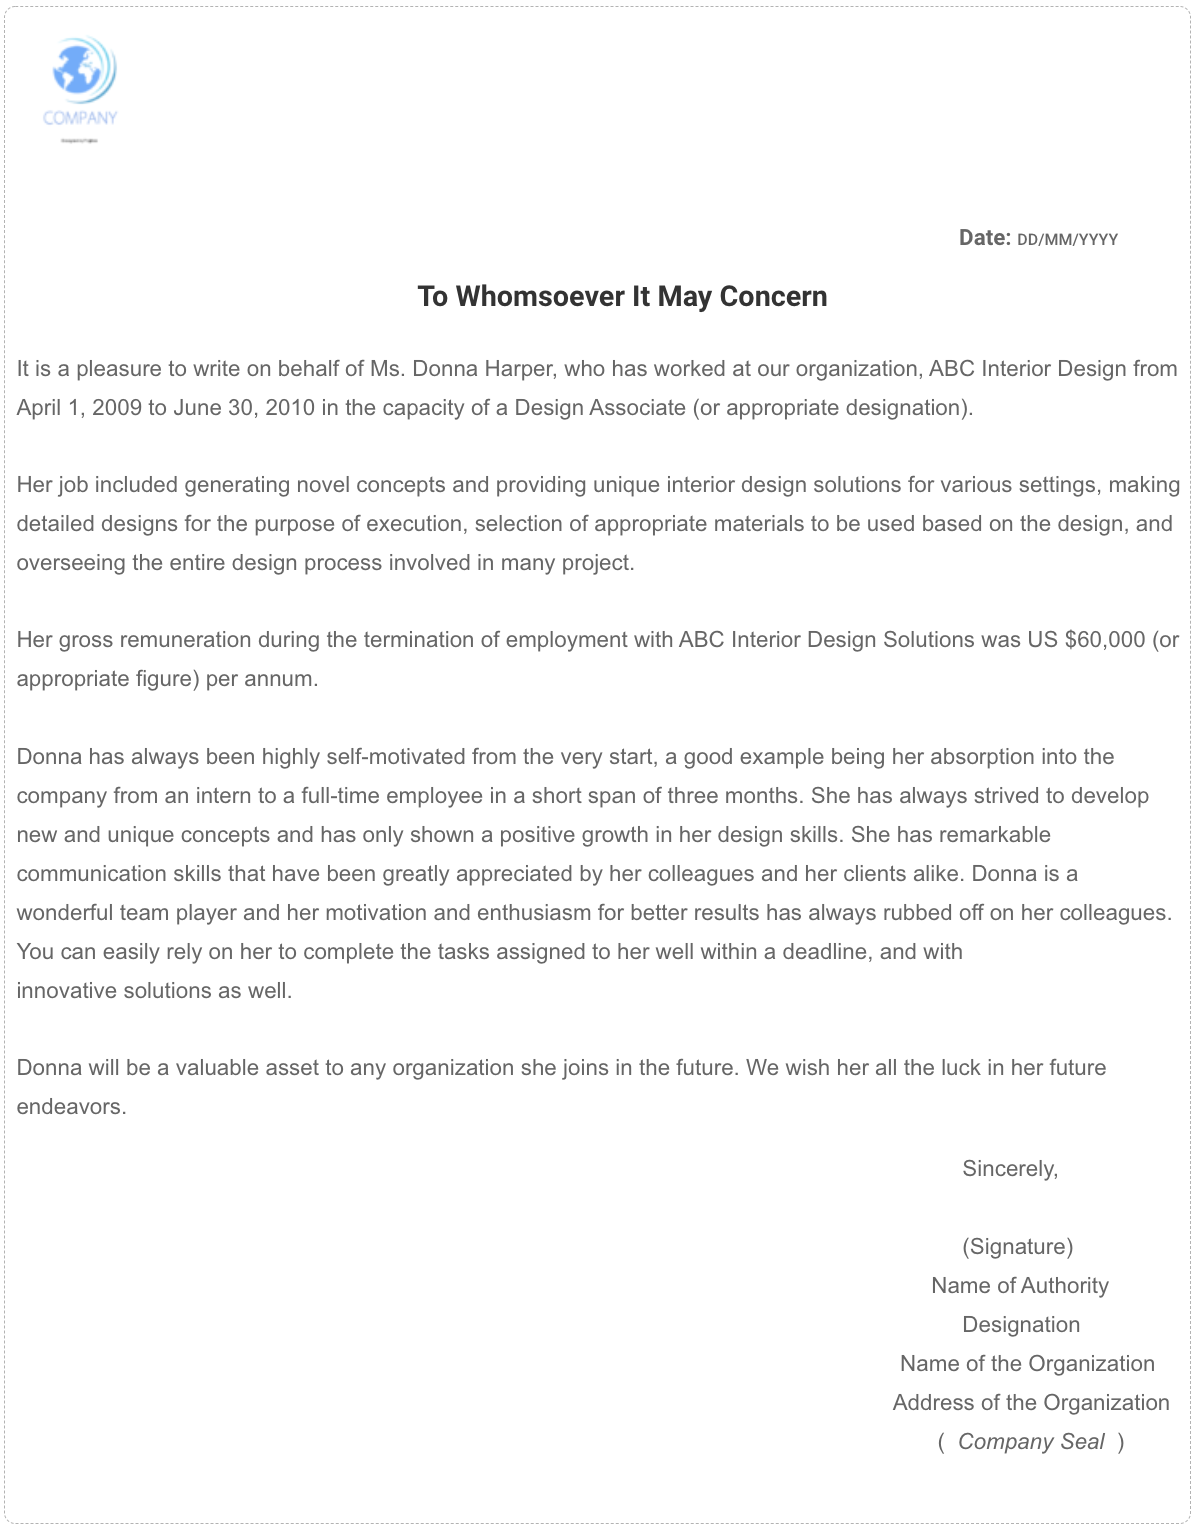 COMPANY
Date: DD/MM/YYYY
To Whomsoever It May Concern
It is a pleasure to write on behalf of Ms. Donna Harper, who has worked at our organization, ABC Interior Design from
April 1, 2009 to June 30, 2010 in the capacity of a Design Associate (or appropriate designation).
Her job included generating novel concepts and providing unique interior design solutions for various settings, making
detailed designs for the purpose of execution, selection of appropriate materials to be used based on the design, and
overseeing the entire design process involved in many project.
Her gross remuneration during the termination of employment with ABC Interior Design Solutions was US $60,000 (or
appropriate figure) per annum.
Donna has always been highly self-motivated from the very start, a good example being her absorption into the
company from an intern to a full-time employee in a short span of three months. She has always strived to develop
new and unique concepts and has only shown a positive growth in her design skills. She has remarkable
communication skills that have been greatly appreciated by her colleagues and her clients alike. Donna is a
wonderful team player and her motivation and enthusiasm for better results has always rubbed off on her colleagues.
You can easily rely on her to complete the tasks assigned to her well within a deadline, and with
innovative solutions as well.
Donna will be a valuable asset to any organization she joins in the future. We wish her all the luck in her future
endeavors.
Sincerely,
(Signature)
Name of Authority
Designation
Name of the Organization
Address of the Organization
( Company Seal )